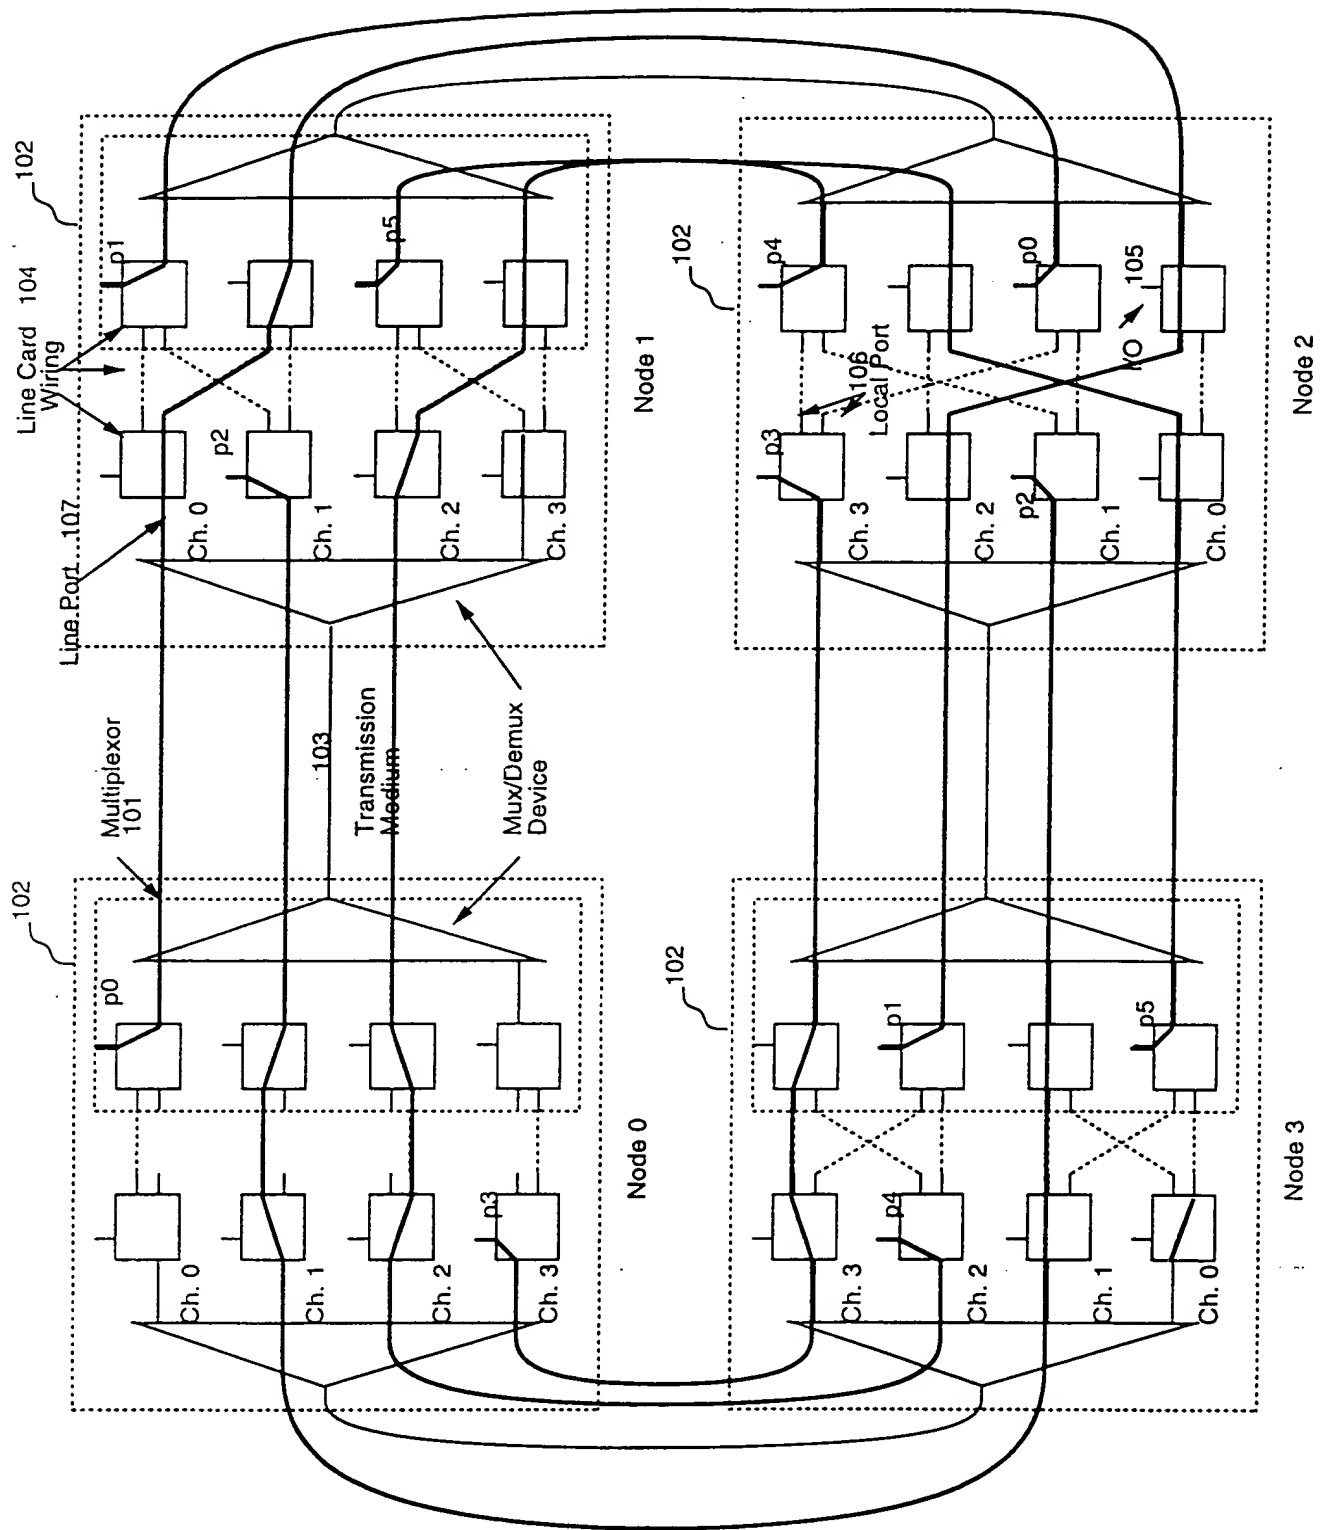 102
Multiplexor
101
p0
103
Transmission
Medium
Mux/Demux
Device
Ch. 0
Ch. 1
Ch. 2
p3
Ch. 3
Node 0
102
Line Card 104
Wiring
Line Port 107
p1
p2
p5
Ch. 0
Ch. 1
Ch. 2
Ch. 3
Node 1
102
p4
p0
105
I/O
106
Local Port
p3
p2
Ch. 3
Ch. 2
Ch. 1
Ch. 0
Node 2
102
p1
p5
p4
Ch. 3
Ch. 2
Ch. 1
Ch. 0
Node 3